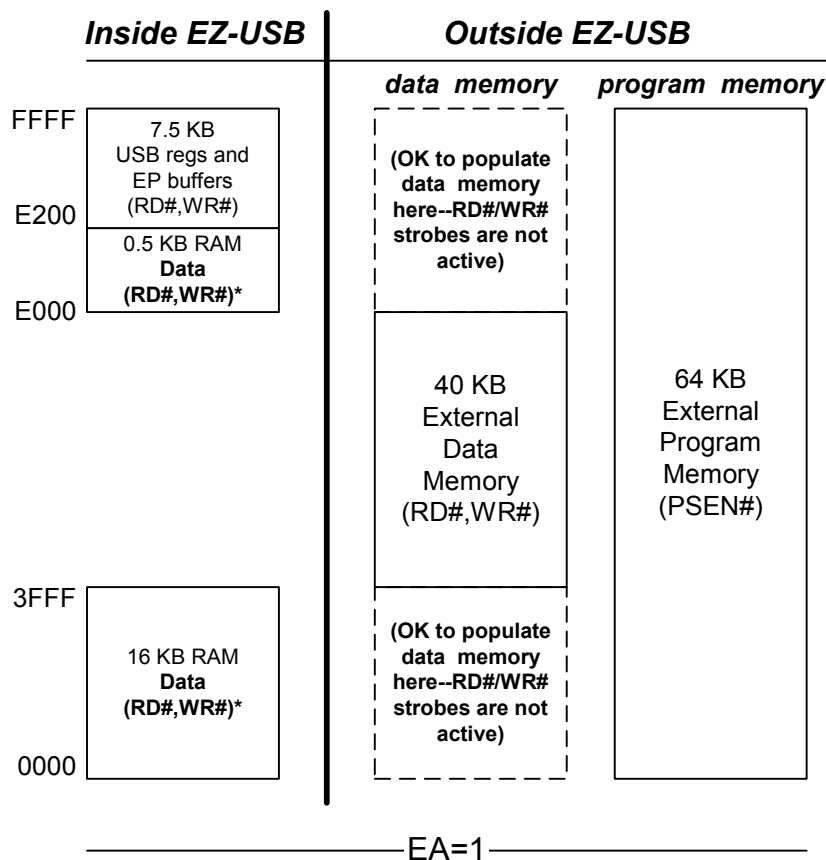 Inside EZ-USB
Outside EZ-USB
data memory
program memory
FFFF
7.5 KB
USB regs and
EP buffers
(RD#,WR#)
E200
0.5 KB RAM
Data
(RD#,WR#)*
E000
(OK to populate
data memory
here--RD#/WR#
strobes are not
active)
40 KB
External
Data
Memory
(RD#,WR#)
64 KB
External
Program
Memory
(PSEN#)
3FFF
16 KB RAM
Data
(RD#,WR#)*
0000
(OK to populate
data memory
here--RD#/WR#
strobes are not
active)
EA=1